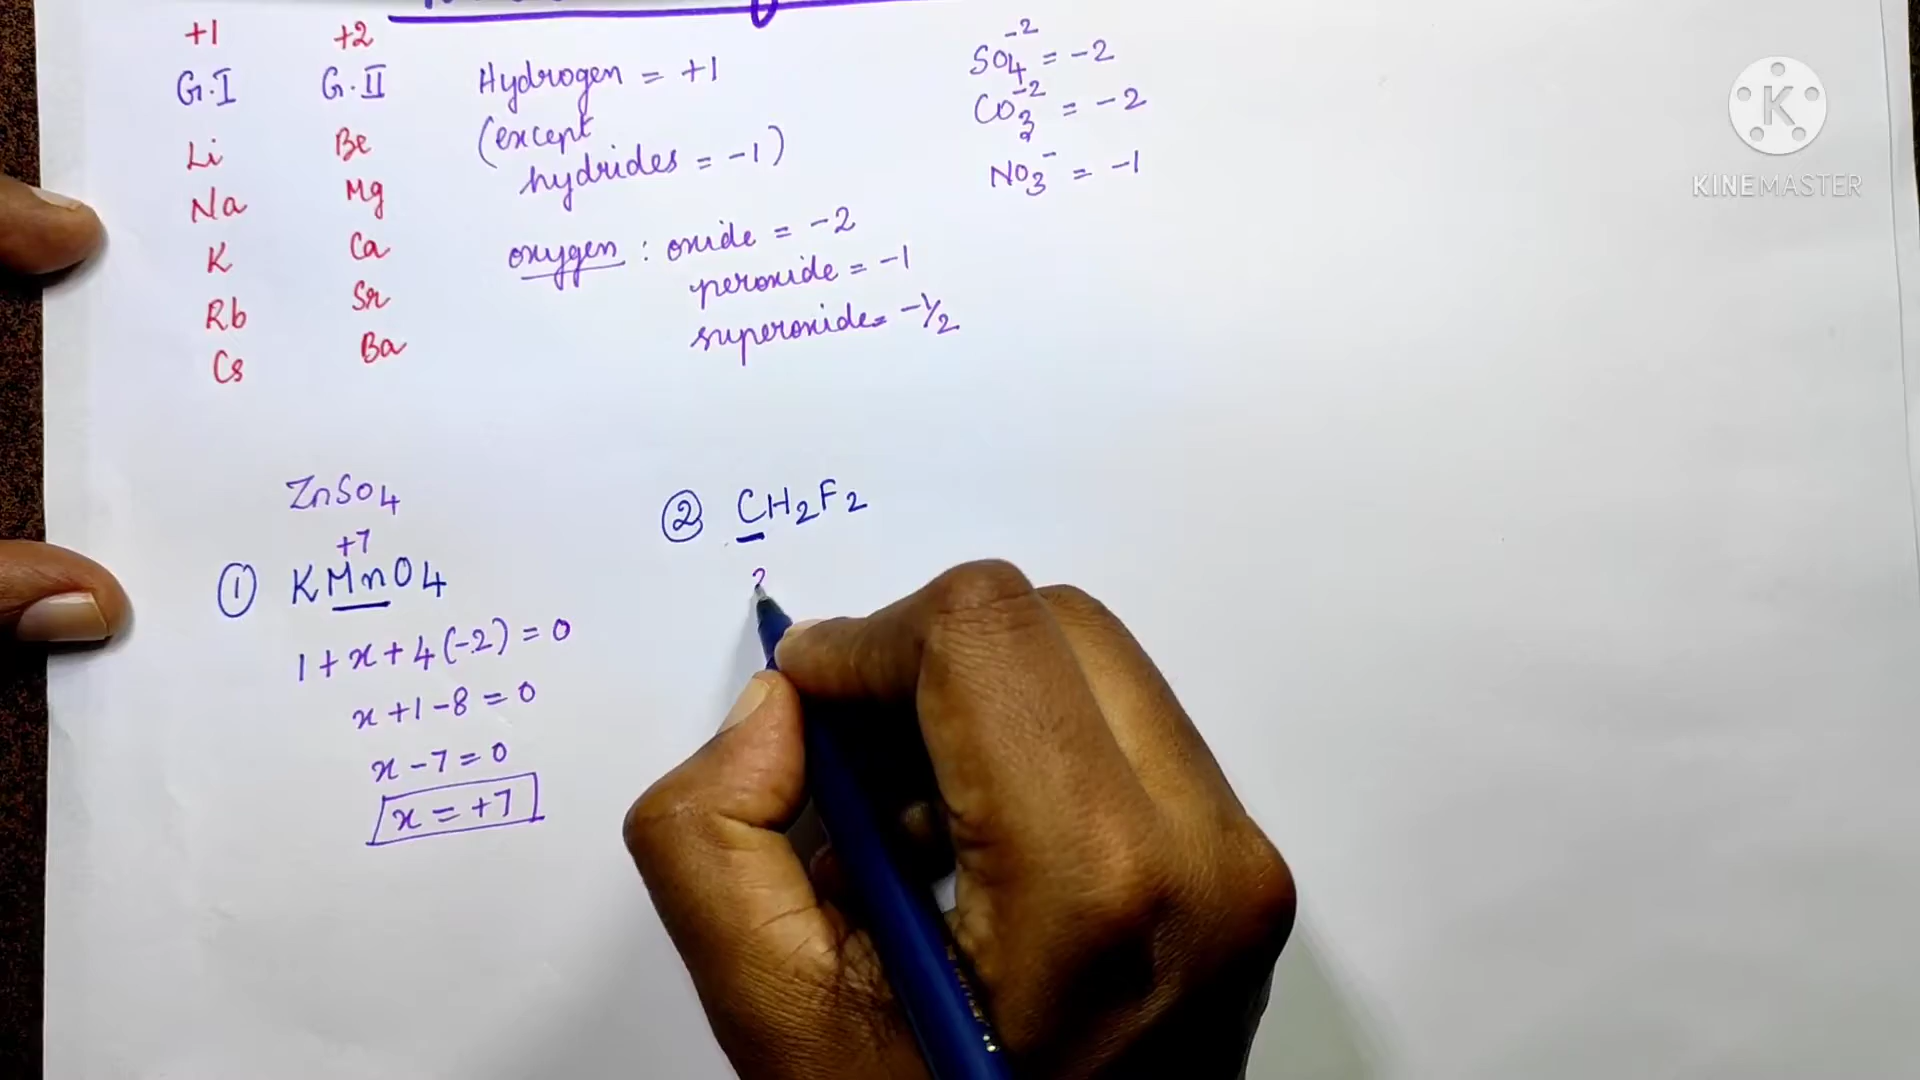 +1 +2
G.I G.II
Li Be
Na Mg
K Ca
Rb Sr
Cs Ba
Hydrogen = +1
(except
hydrides = -1)
oxygen : oxide = -2
peroxide = -1
superoxide = -1/2
SO4^-2 = -2
CO3^-2 = -2
NO3^- = -1
K
KINEMASTER
ZnSO4
+7
① KMnO4
1 + x + 4(-2) = 0
x + 1 - 8 = 0
x - 7 = 0
x = +7
② CH2F2